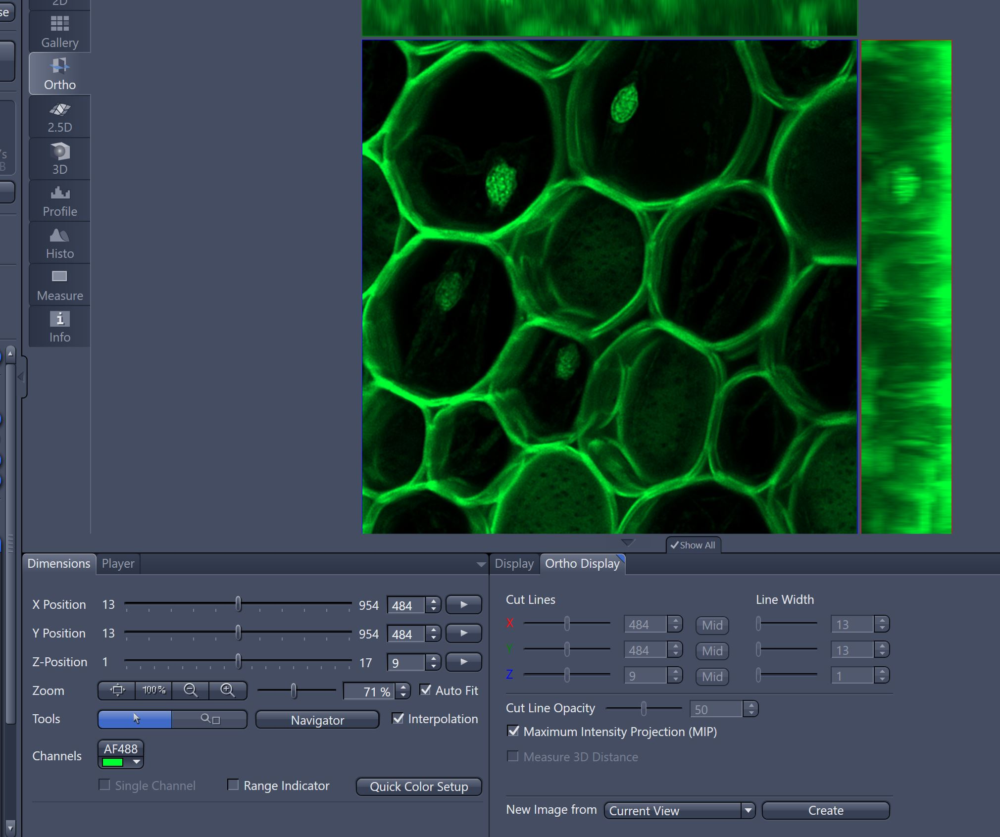 2D
se
Gallery
Ortho
2.5D
3D
Profile
Histo
Measure
i
Info
Show All
Dimensions Player
X Position 13 954 484
Y Position 13 954 484
Z-Position 1 17 9
Zoom 100 % 71 % Auto Fit
Tools Navigator Interpolation
Channels AF488
Single Channel Range Indicator Quick Color Setup
Display Ortho Display
Cut Lines Line Width
X 484 Mid 13
Y 484 Mid 13
Z 9 Mid 1
Cut Line Opacity 50
Maximum Intensity Projection (MIP)
Measure 3D Distance
New Image from Current View Create